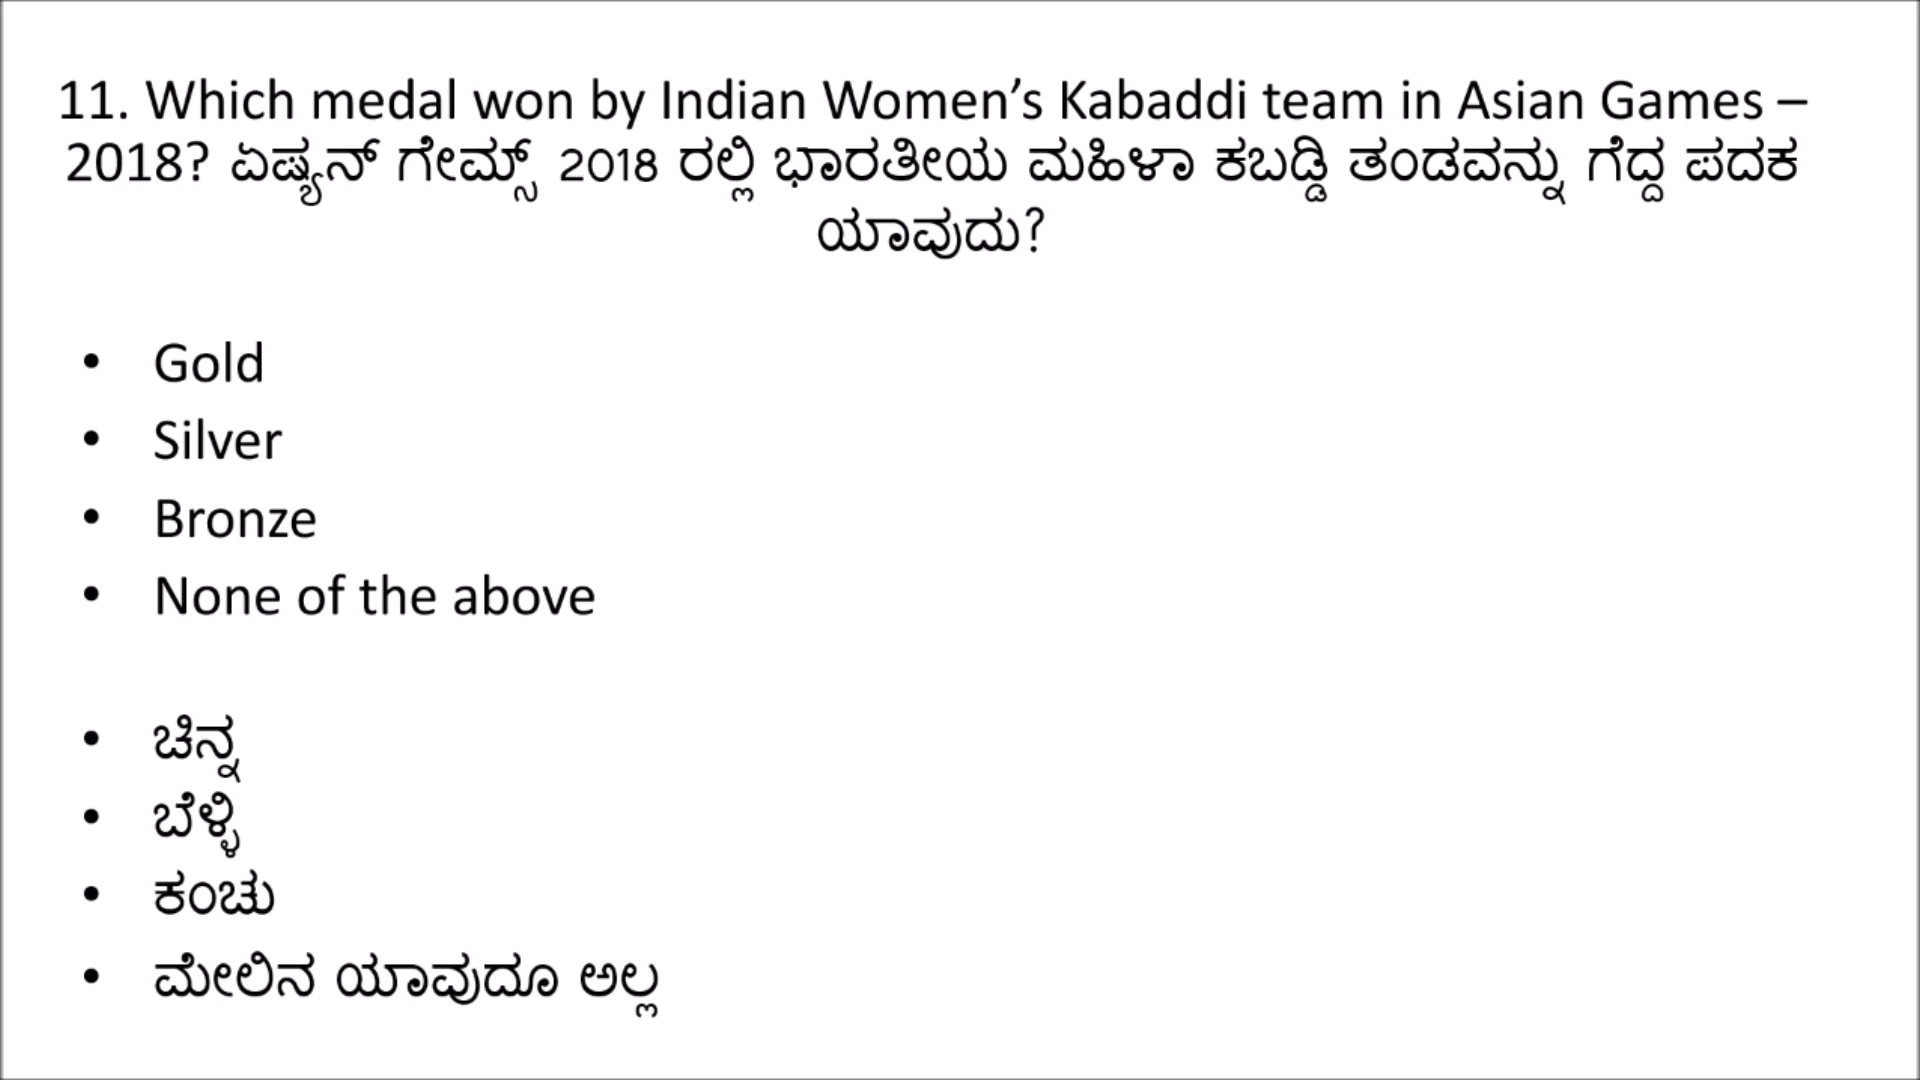 11. Which medal won by Indian Women’s Kabaddi team in Asian Games –
2018? ಏಷ್ಯನ್ ಗೇಮ್ಸ್ 2018 ರಲ್ಲಿ ಭಾರತೀಯ ಮಹಿಳಾ ಕಬಡ್ಡಿ ತಂಡವನ್ನು ಗೆದ್ದ ಪದಕ
ಯಾವುದು?
• Gold
• Silver
• Bronze
• None of the above
• ಚಿನ್ನ
• ಬೆಳ್ಳಿ
• ಕಂಚು
• ಮೇಲಿನ ಯಾವುದೂ ಅಲ್ಲ